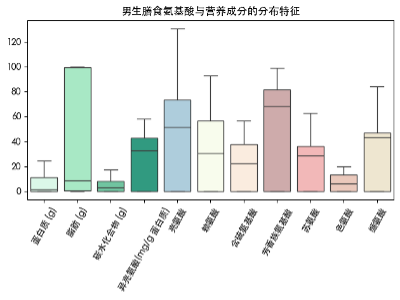 男生膳食氨基酸与营养成分的分布特征
120
100
80
60
40
20
0
蛋白质 (g)
脂肪 (g)
碳水化合物 (g)
异亮氨酸(mg/g 蛋白质)
亮氨酸
赖氨酸
含硫氨基酸
芳香族氨基酸
苏氨酸
色氨酸
缬氨酸